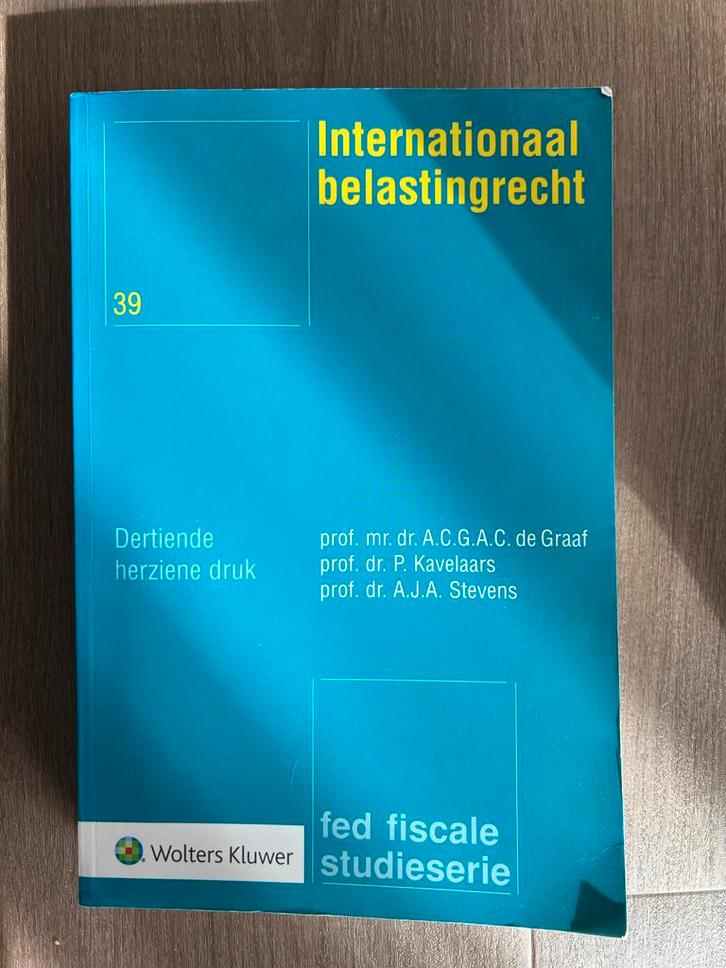 Internationaal
belastingrecht
39
Dertiende
herziene druk
prof. mr. dr. A.C.G.A.C. de Graaf
prof. dr. P. Kavelaars
prof. dr. A.J.A. Stevens
fed fiscale
studieserie
Wolters Kluwer